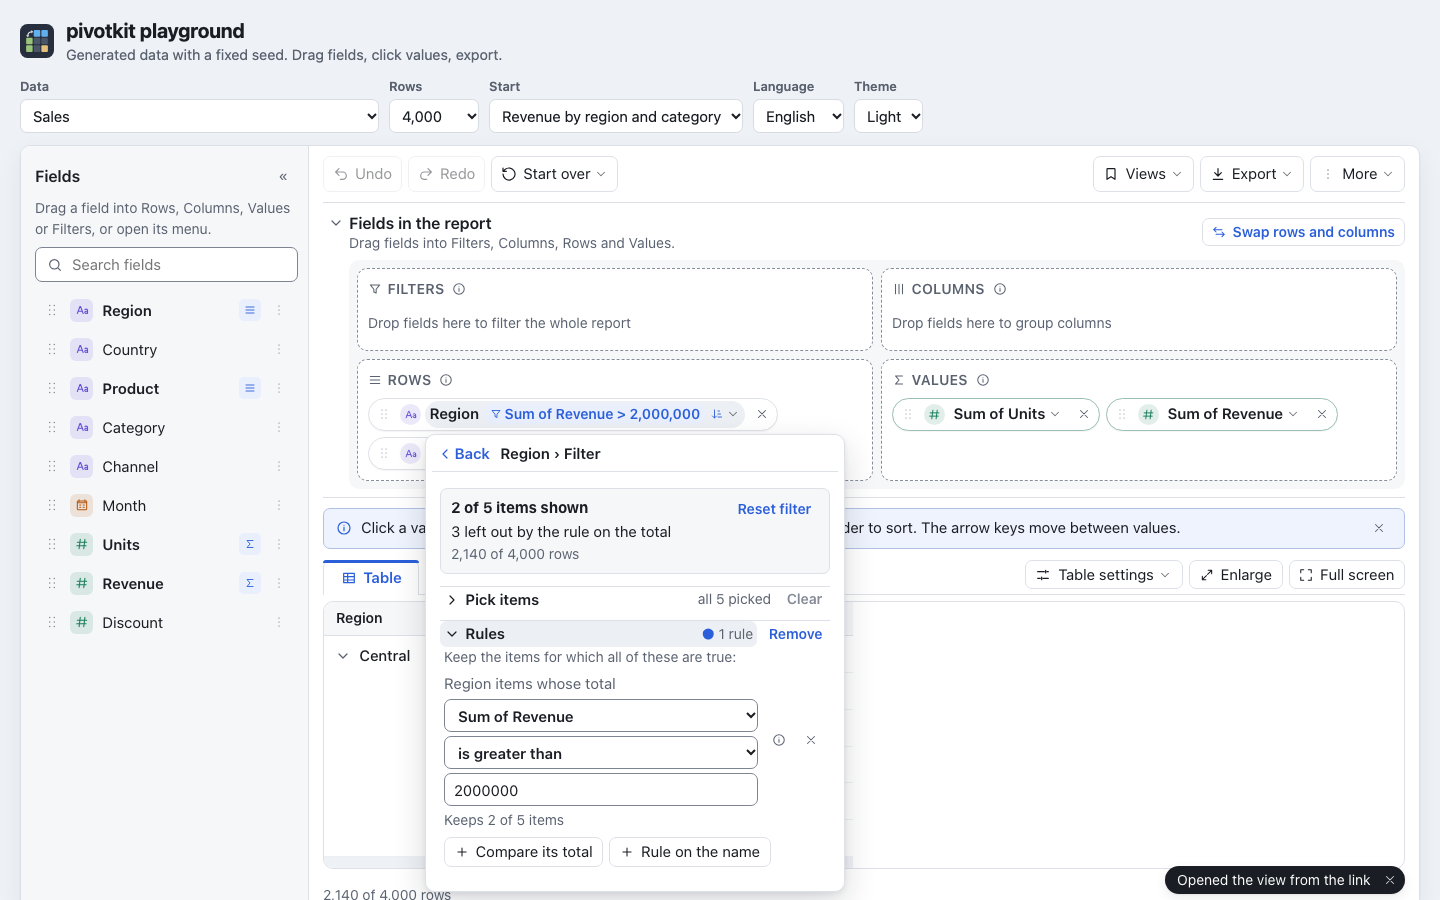 pivotkit playground
Generated data with a fixed seed. Drag fields, click values, export.
Data
Rows
Start
Language
Theme
Sales
4,000
Revenue by region and category
English
Light
Fields
«
Drag a field into Rows, Columns, Values
or Filters, or open its menu.
Search fields
Aa Region
Aa Country
Aa Product
Aa Category
Aa Channel
Month
# Units Σ
# Revenue Σ
# Discount
Undo
Redo
Start over
Views
Export
More
Fields in the report
Drag fields into Filters, Columns, Rows and Values.
Swap rows and columns
FILTERS
Drop fields here to filter the whole report
COLUMNS
Drop fields here to group columns
ROWS
Aa Region Sum of Revenue > 2,000,000
Aa
Σ VALUES
# Sum of Units
# Sum of Revenue
Back Region › Filter
2 of 5 items shown
Reset filter
3 left out by the rule on the total
2,140 of 4,000 rows
Pick items
all 5 picked
Clear
Rules
1 rule
Remove
Keep the items for which all of these are true:
Region items whose total
Sum of Revenue
is greater than
2000000
Keeps 2 of 5 items
+ Compare its total
+ Rule on the name
Click a va
der to sort. The arrow keys move between values.
Table
Table settings
Enlarge
Full screen
Region
Central
2,140 of 4,000 rows
Opened the view from the link